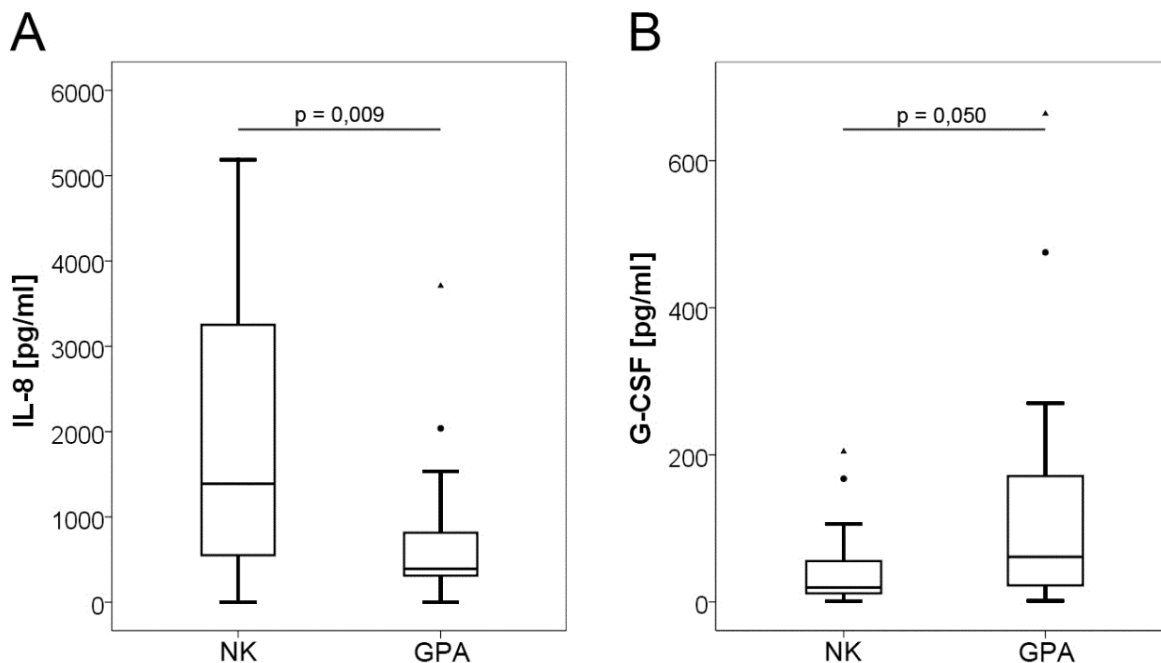 A
IL-8 [pg/ml]
6000
5000
4000
3000
2000
1000
0
p = 0,009
NK GPA
B
G-CSF [pg/ml]
600
400
200
0
p = 0,050
NK GPA